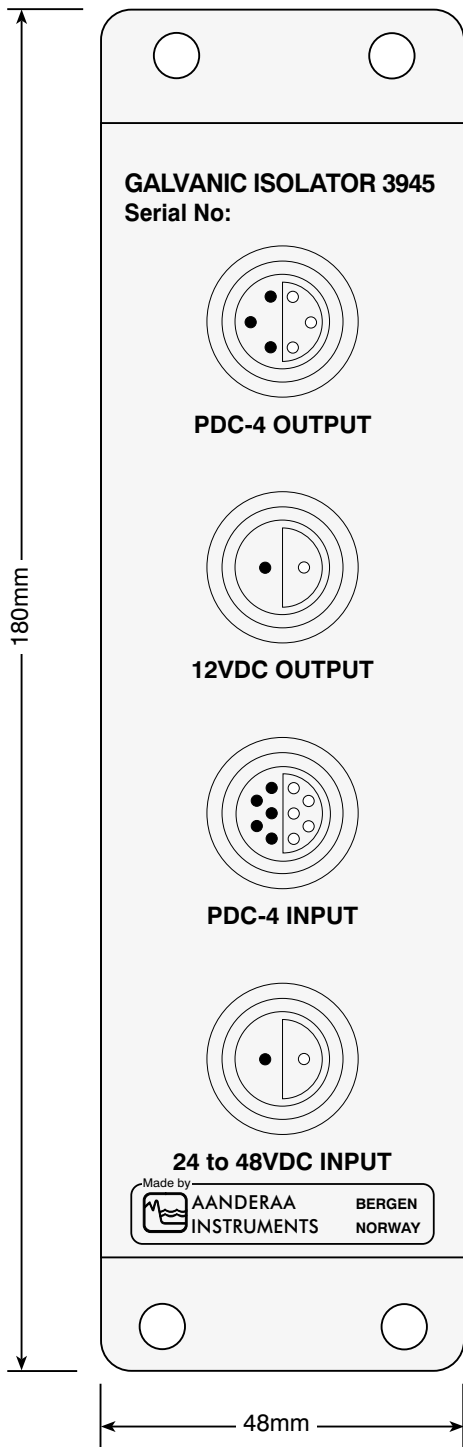 GALVANIC ISOLATOR 3945
Serial No:
PDC-4 OUTPUT
180mm
12VDC OUTPUT
PDC-4 INPUT
24 to 48VDC INPUT
Made by
AANDERAA BERGEN
INSTRUMENTS NORWAY
48mm